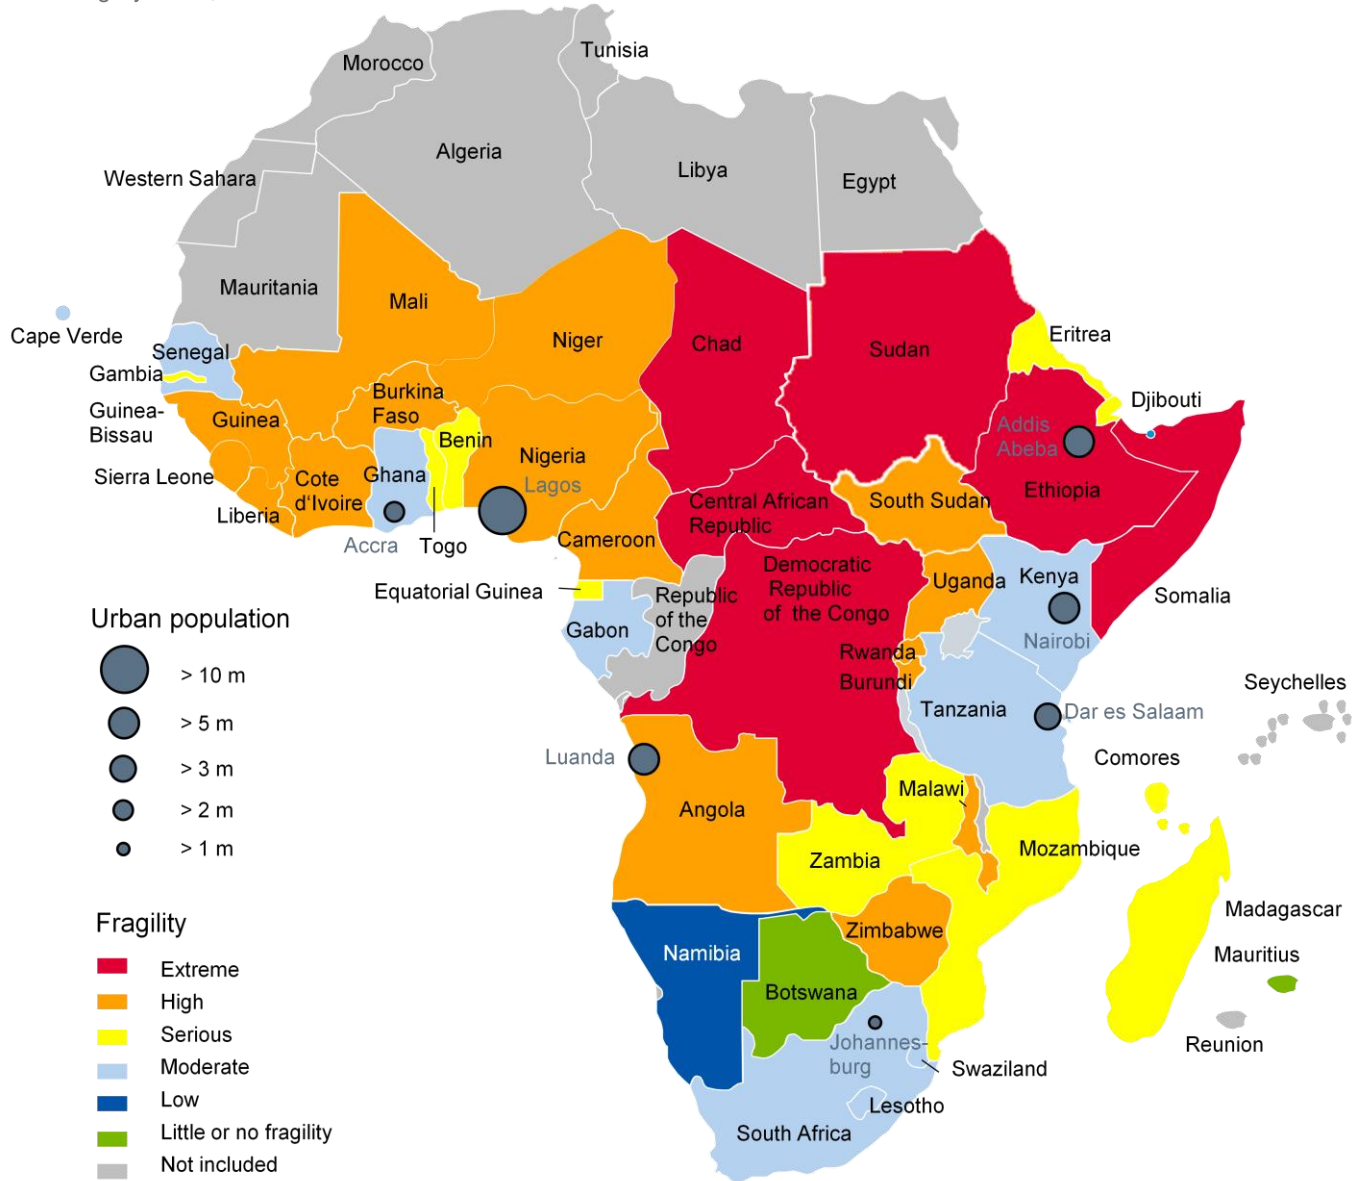 Morocco
Tunisia
Algeria
Libya
Egypt
Western Sahara
Mauritania
Mali
Niger
Chad
Sudan
Eritrea
Cape Verde
Senegal
Gambia
Guinea-
Bissau
Guinea
Burkina
Faso
Benin
Djibouti
Addis
Abeba
Sierra Leone
Cote
d'Ivoire
Ghana
Nigeria
Lagos
Central African
Republic
South Sudan
Ethiopia
Liberia
Accra
Togo
Cameroon
Equatorial Guinea
Democratic
Republic
of the Congo
Uganda
Kenya
Somalia
Republic
of the
Congo
Gabon
Nairobi
Rwanda
Burundi
Tanzania
Dar es Salaam
Seychelles
Comores
Luanda
Angola
Malawi
Zambia
Mozambique
Madagascar
Mauritius
Reunion
Zimbabwe
Namibia
Botswana
Johannes-
burg
Swaziland
Lesotho
South Africa
Urban population
> 10 m
> 5 m
> 3 m
> 2 m
> 1 m
Fragility
Extreme
High
Serious
Moderate
Low
Little or no fragility
Not included